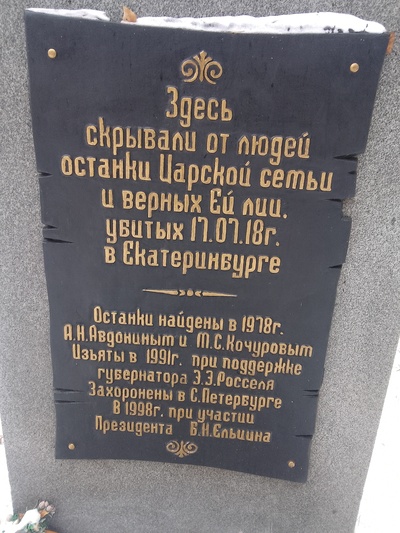 Здесь
скрывали от людей
останки Царской семьи
и верных Ей лиц,
убитых 17.07.18г.
в Екатеринбурге
Останки найдены в 1978г.
А.Н.Авдониным и М.С.Кочуровым
Изъяты в 1991г. при поддержке
губернатора Э.Э.Росселя
Захоронены в С.Петербурге
В 1998г. при участии
Президента Б.Н.Ельцина